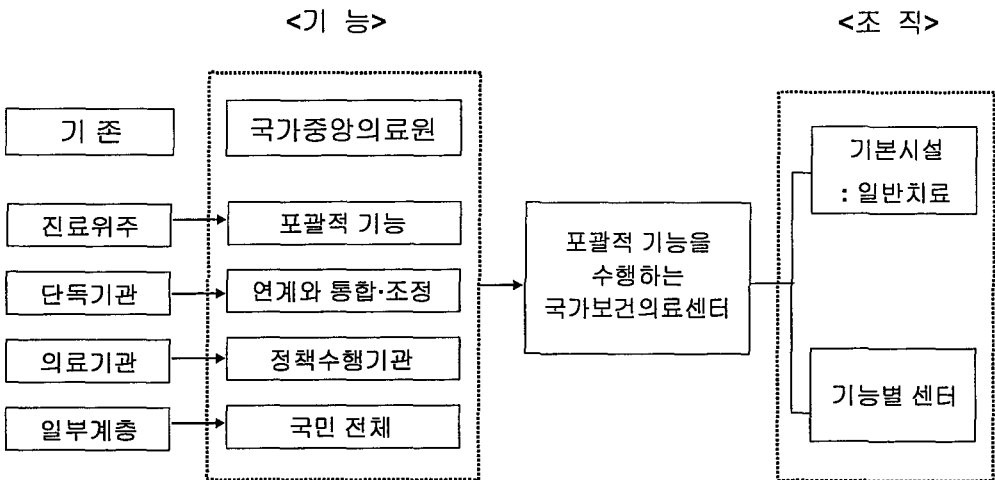 <기 능>
<조 직>
기 존
국가중앙의료원
진료위주
포괄적 기능
단독기관
연계와 통합·조정
의료기관
정책수행기관
일부계층
국민 전체
포괄적 기능을
수행하는
국가보건의료센터
기본시설
: 일반치료
기능별 센터